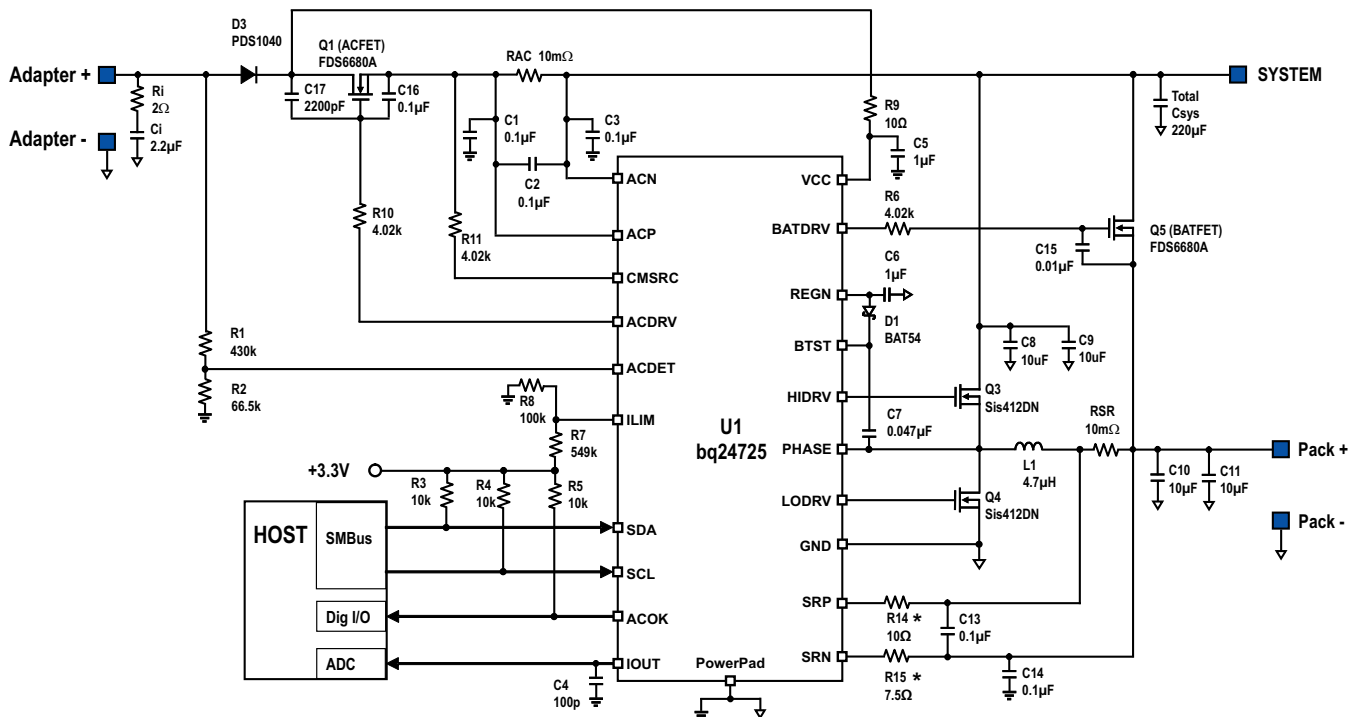 D3
PDS1040
Q1 (ACFET)
FDS6680A
RAC 10mΩ
Adapter +
SYSTEM
Ri
2Ω
C17
2200pF
C16
0.1µF
R9
10Ω
Total
Csys
220µF
C1
0.1µF
C3
0.1µF
Adapter -
Ci
2.2µF
C5
1µF
C2
0.1µF
ACN
VCC
R10
4.02k
R11
4.02k
R6
4.02k
ACP
BATDRV
Q5 (BATFET)
FDS6680A
C15
0.01µF
C6
1µF
CMSRC
REGN
ACDRV
D1
BAT54
R1
430k
BTST
C8
10uF
C9
10uF
ACDET
R2
66.5k
R8
100k
HIDRV
Q3
Sis412DN
RSR
10mΩ
ILIM
U1
bq24725
C7
0.047µF
R7
549k
PHASE
Pack +
+3.3V
L1
4.7µH
C10
10µF
C11
10µF
R3
10k
R4
10k
R5
10k
LODRV
Q4
Sis412DN
HOST
SMBus
SDA
Pack -
GND
SCL
SRP
Dig I/O
ACOK
R14 *
10Ω
C13
0.1µF
ADC
IOUT
PowerPad
SRN
C4
100p
R15 *
7.5Ω
C14
0.1µF